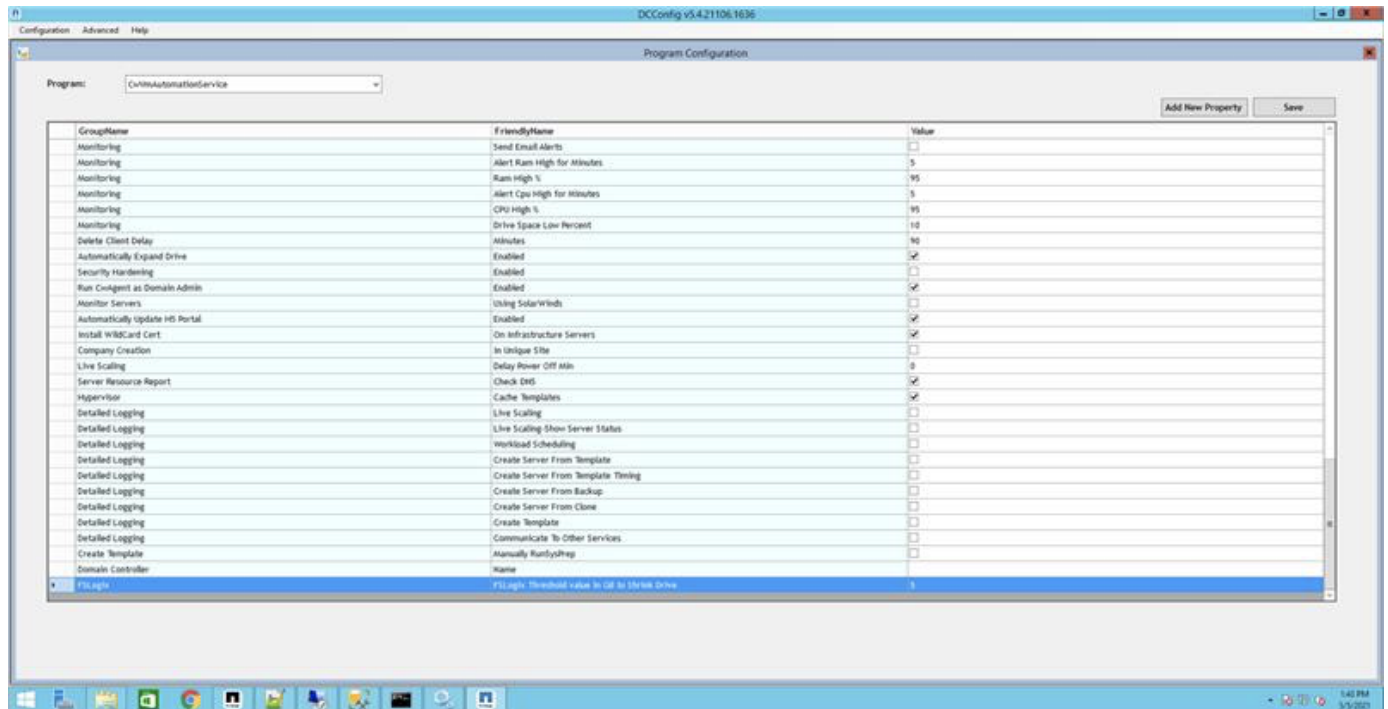 DCConfig v5.4.21106.1636
Configuration Advanced Help
Program Configuration
Program: CwVmAutomationService
Add New Property Save
GroupName FriendlyName Value
Monitoring Send Email Alerts
Monitoring Alert Ram High for Minutes 5
Monitoring Ram High % 95
Monitoring Alert Cpu High for Minutes 5
Monitoring CPU High % 95
Monitoring Drive Space Low Percent 10
Delete Client Delay Minutes 90
Automatically Expand Drive Enabled
Security Hardening Enabled
Run CwAgent as Domain Admin Enabled
Monitor Servers Using SolarWinds
Automatically Update H5 Portal Enabled
Install WildCard Cert On Infrastructure Servers
Company Creation In Unique Site
Live Scaling Delay Power Off Min 0
Server Resource Report Check DNS
Hypervisor Cache Templates
Detailed Logging Live Scaling
Detailed Logging Live Scaling-Show Server Status
Detailed Logging Workload Scheduling
Detailed Logging Create Server From Template
Detailed Logging Create Server From Template Timing
Detailed Logging Create Server From Backup
Detailed Logging Create Server From Clone
Detailed Logging Create Template
Detailed Logging Communicate To Other Services
Create Template Manually RunSysPrep
Domain Controller Name
FSLogix FSLogix Threshold value in GB to Shrink Drive 5
1:40 PM
5/5/2021